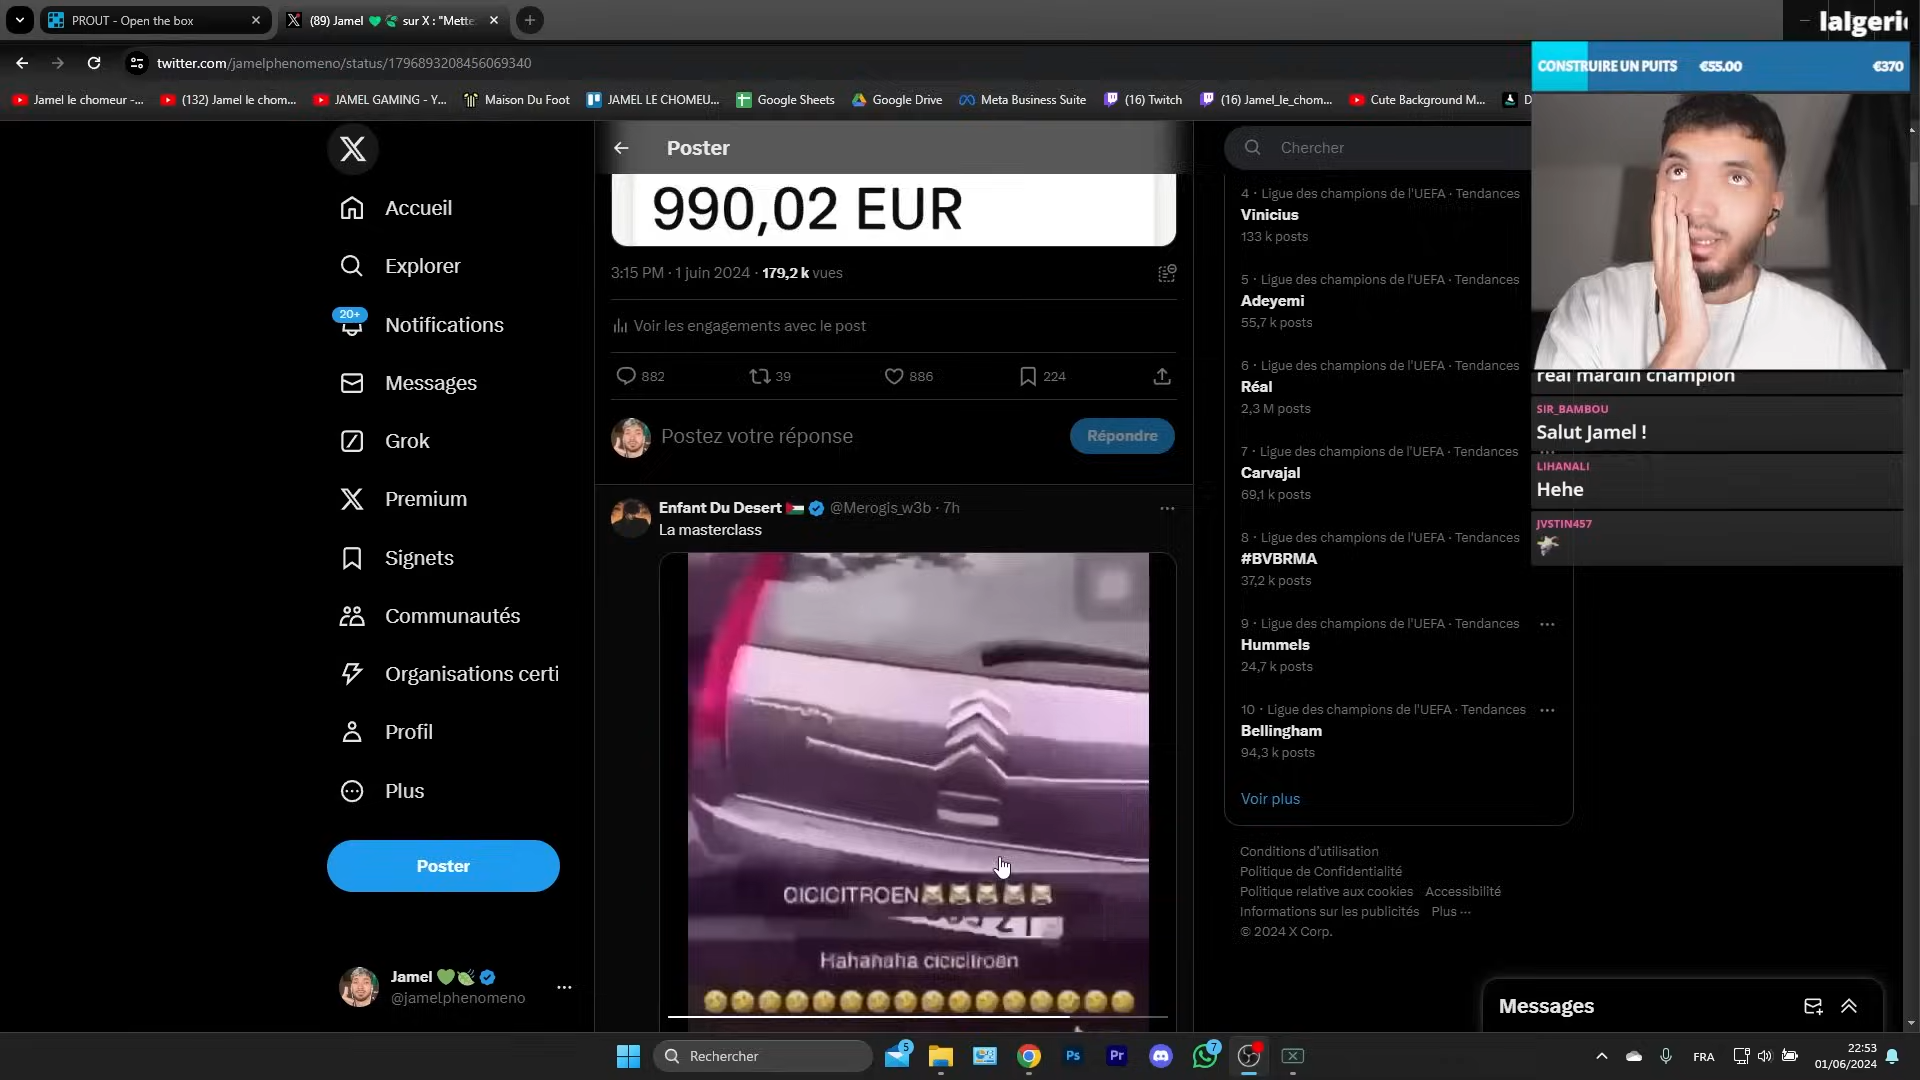 PROUT - Open the box
(89) Jamel 💚🍃 sur X : "Mette
lalgeri
twitter.com/jamelphenomeno/status/1796893208456069340
CONSTRUIRE UN PUITS €55.00 €370
Jamel le chomeur -...
(132) Jamel le chom...
JAMEL GAMING - Y...
Maison Du Foot
JAMEL LE CHOMEU...
Google Sheets
Google Drive
Meta Business Suite
(16) Twitch
(16) Jamel_le_chom...
Cute Background M...
D
Accueil
Explorer
20+
Notifications
Messages
Grok
Premium
Signets
Communautés
Organisations certi
Profil
Plus
Poster
Jamel 💚🍃
@jamelphenomeno
Poster
990,02 EUR
3:15 PM · 1 juin 2024 · 179,2 k vues
Voir les engagements avec le post
882 39 886 224
Postez votre réponse
Répondre
Enfant Du Desert 🇵🇸 @Merogis_w3b · 7h
La masterclass
CICICITROEN
Hahanaha cicicitroen
Chercher
4 · Ligue des champions de l'UEFA · Tendances
Vinicius
133 k posts
5 · Ligue des champions de l'UEFA · Tendances
Adeyemi
55,7 k posts
6 · Ligue des champions de l'UEFA · Tendances
Réal
2,3 M posts
7 · Ligue des champions de l'UEFA · Tendances
Carvajal
69,1 k posts
8 · Ligue des champions de l'UEFA · Tendances
#BVBRMA
37,2 k posts
9 · Ligue des champions de l'UEFA · Tendances
Hummels
24,7 k posts
10 · Ligue des champions de l'UEFA · Tendances
Bellingham
94,3 k posts
Voir plus
Conditions d'utilisation
Politique de Confidentialité
Politique relative aux cookies Accessibilité
Informations sur les publicités Plus ···
© 2024 X Corp.
real mardin champion
SIR_BAMBOU
Salut Jamel !
LIHANALI
Hehe
JVSTIN457
Messages
Rechercher
5
Ps
Pr
7
FRA
22:53
01/06/2024